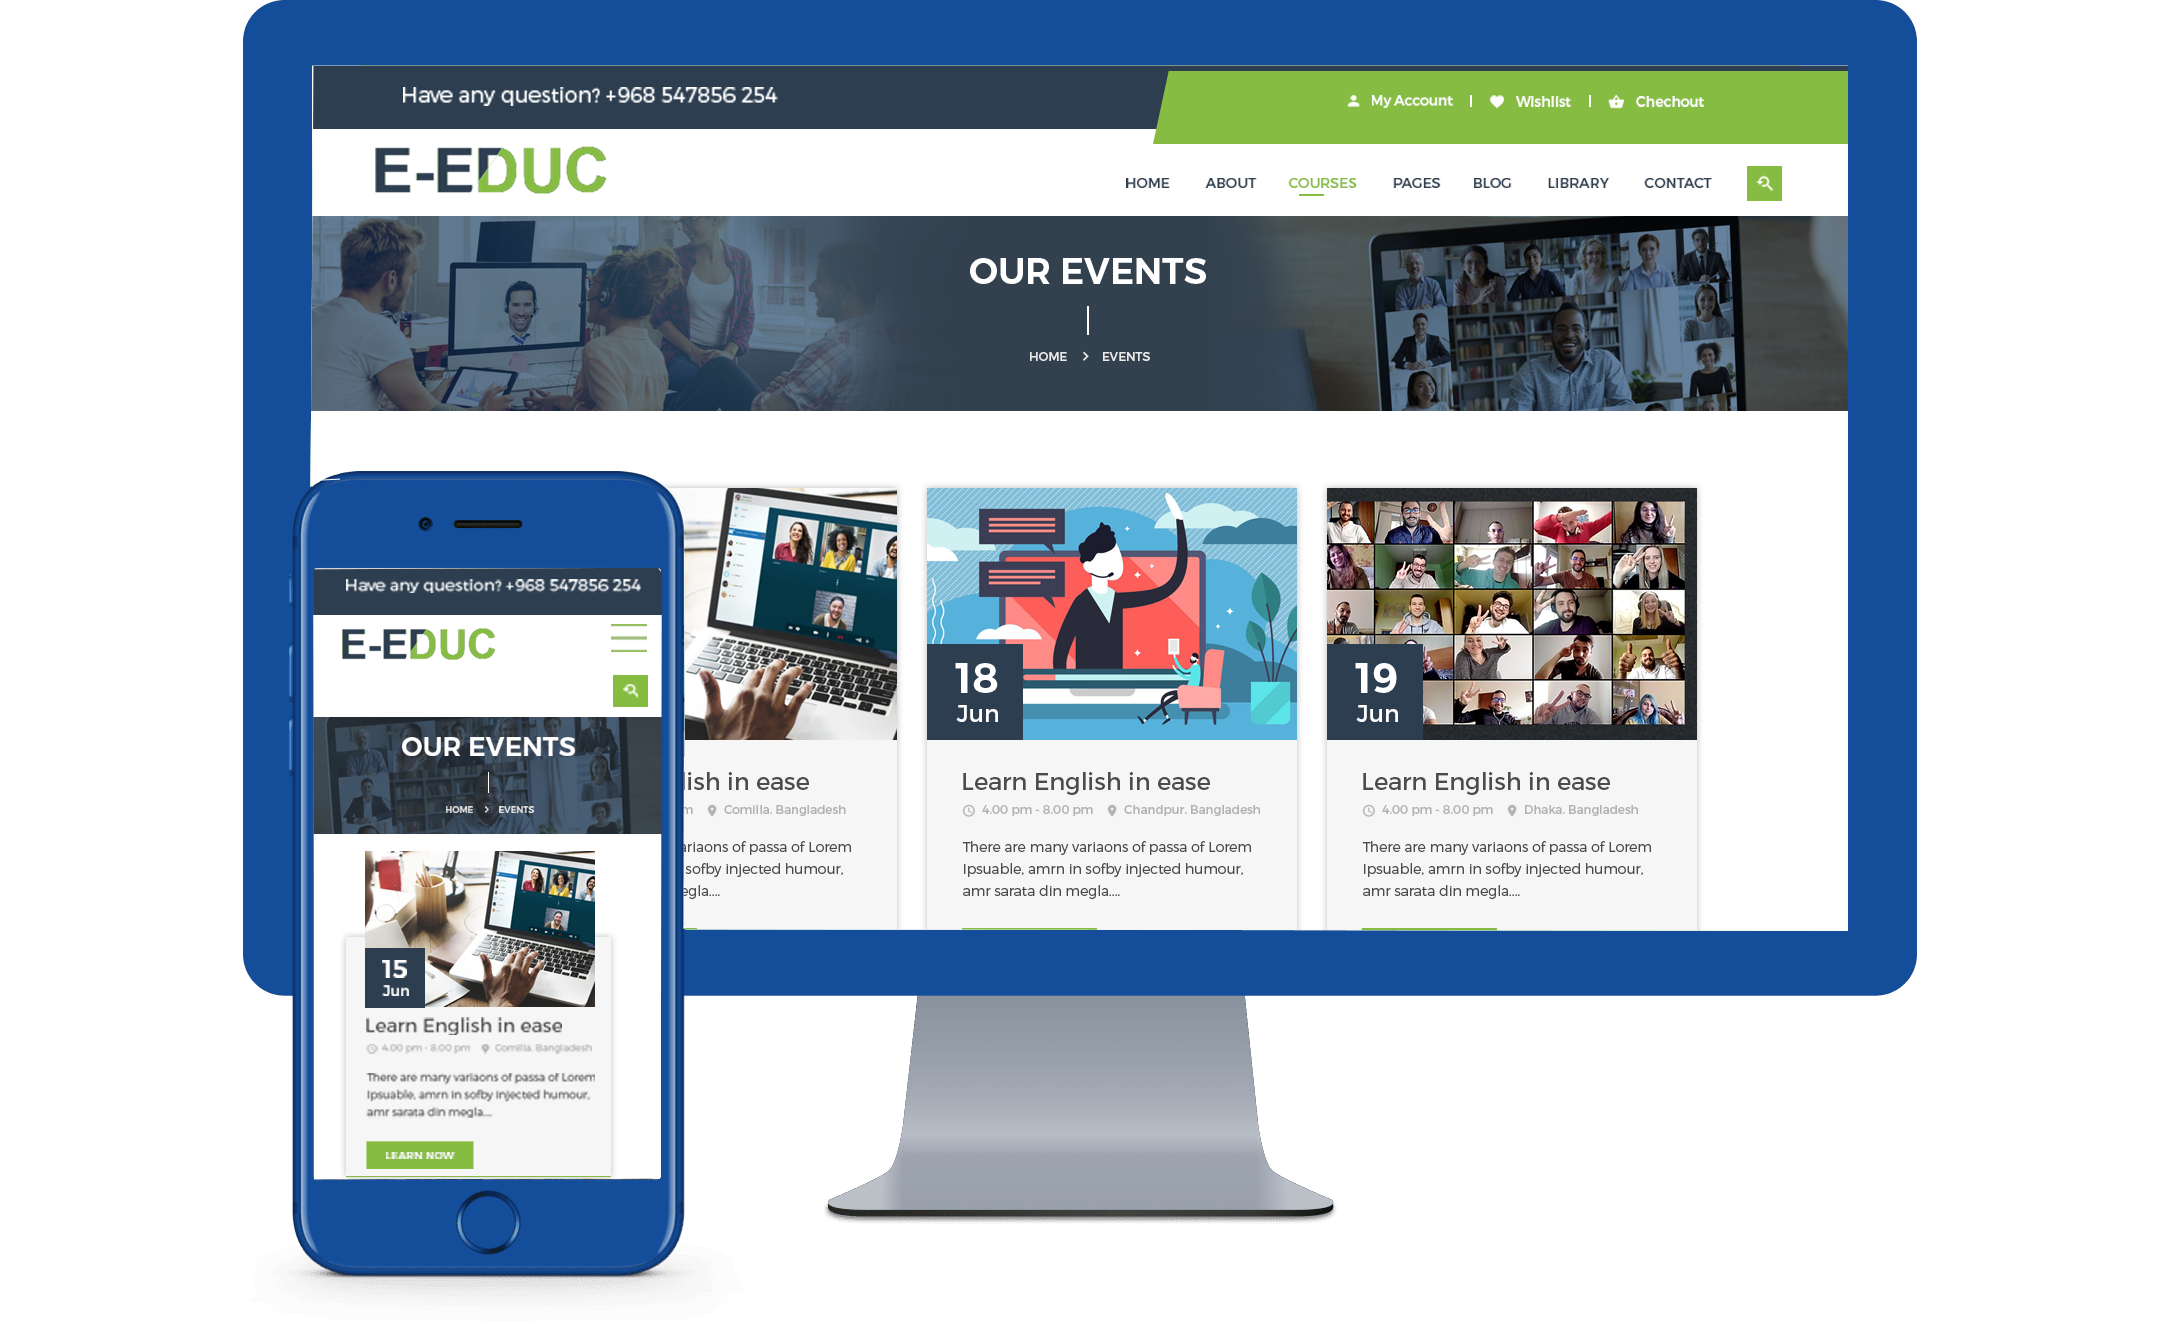 Have any question? +968 547856 254
My Account | Wishlist | Chechout
E-EDUC
HOME ABOUT COURSES PAGES BLOG LIBRARY CONTACT
OUR EVENTS
HOME > EVENTS
18
Jun
19
Jun
lish in ease
m Comilla. Bangladesh
ariaons of passa of Lorem
sofby injected humour,
egla....
Learn English in ease
4.00 pm - 8.00 pm Chandpur. Bangladesh
There are many variaons of passa of Lorem
Ipsuable, amrn in sofby injected humour,
amr sarata din megla....
Learn English in ease
4.00 pm - 8.00 pm Dhaka. Bangladesh
There are many variaons of passa of Lorem
Ipsuable, amrn in sofby injected humour,
amr sarata din megla....
Have any question? +968 547856 254
E-EDUC
OUR EVENTS
HOME > EVENTS
15
Jun
Learn English in ease
4.00 pm - 8.00 pm Comilla. Bangladesh
There are many variaons of passa of Lorem
Ipsuable, amrn in sofby injected humour,
amr sarata din megla....
LEARN NOW